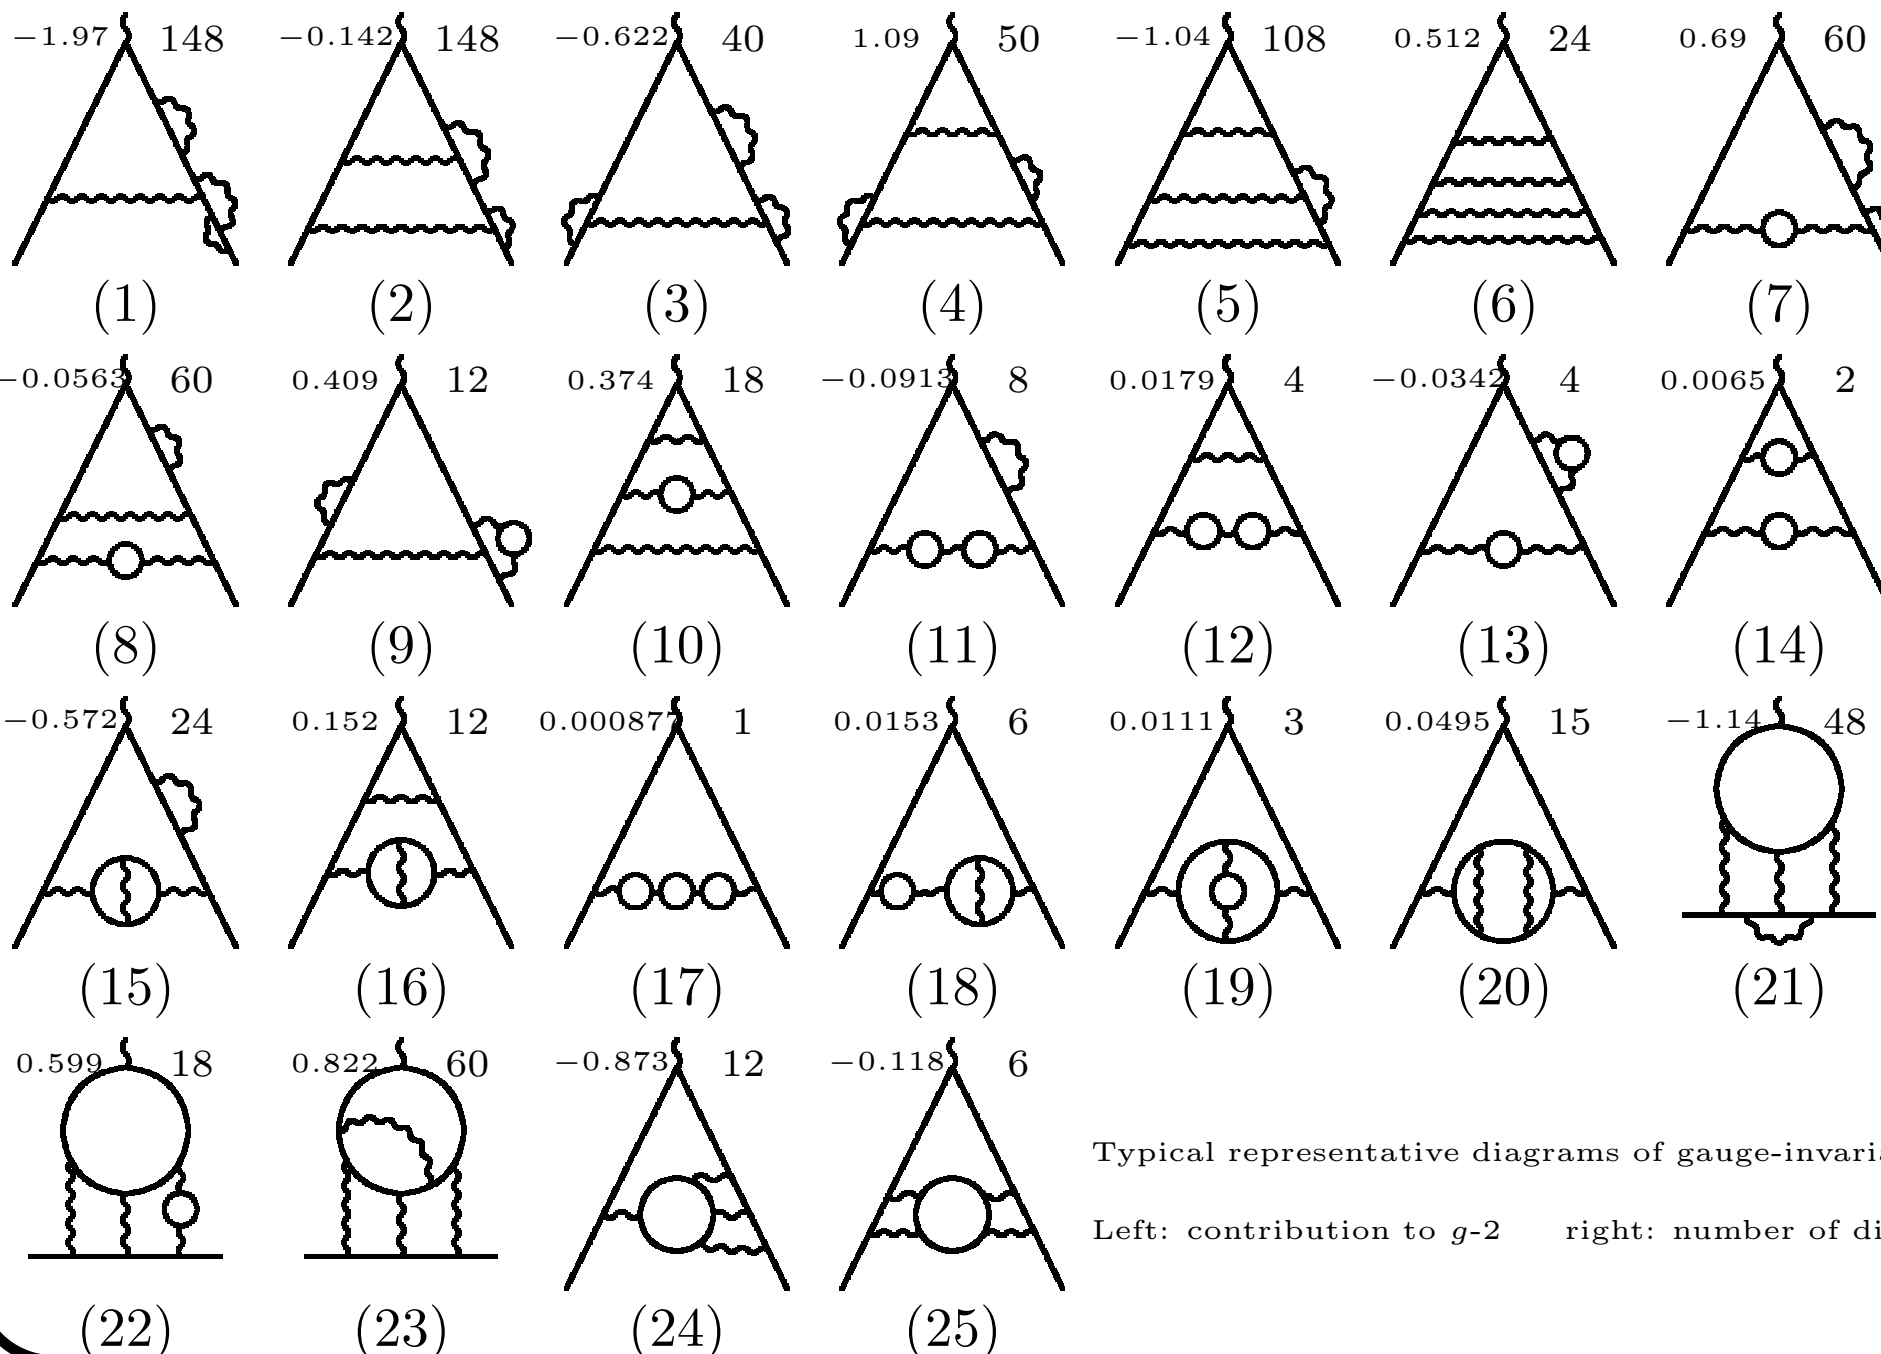 −1.97 148 −0.142 148 −0.622 40 1.09 50 −1.04 108 0.512 24 0.69 60
(1) (2) (3) (4) (5) (6) (7)
−0.0563 60 0.409 12 0.374 18 −0.0913 8 0.0179 4 −0.0342 4 0.0065 2
(8) (9) (10) (11) (12) (13) (14)
−0.572 24 0.152 12 0.000877 1 0.0153 6 0.0111 3 0.0495 15 −1.14 48
(15) (16) (17) (18) (19) (20) (21)
0.599 18 0.822 60 −0.873 12 −0.118 6
Typical representative diagrams of gauge-invari
Left: contribution to g-2 right: number of di
(22) (23) (24) (25)